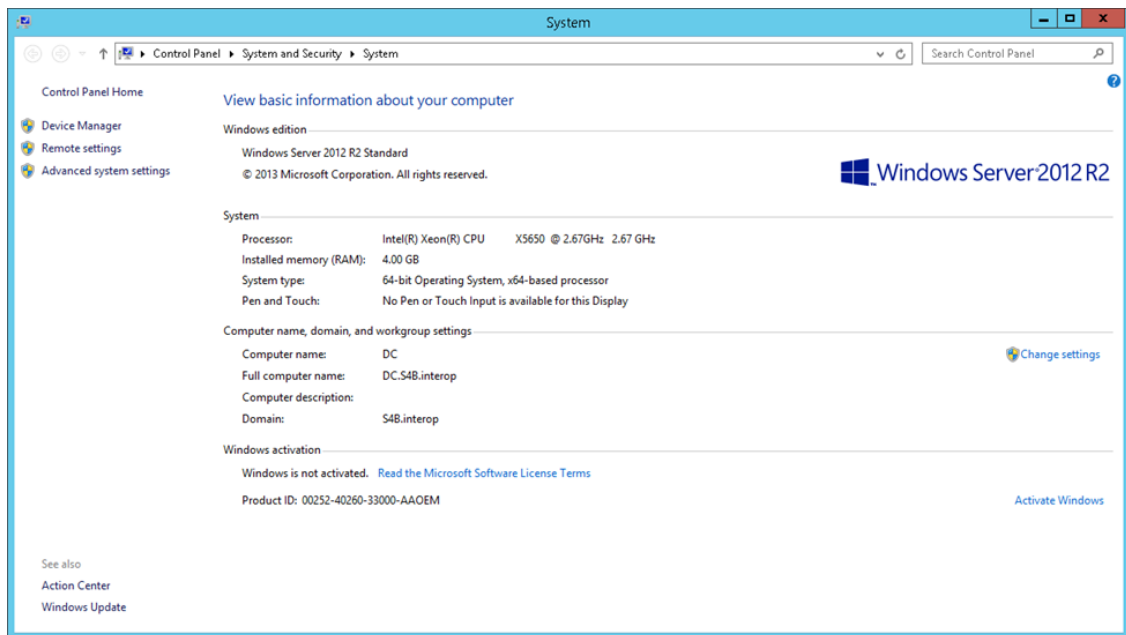 System
Control Panel System and Security System
Search Control Panel
Control Panel Home
Device Manager
Remote settings
Advanced system settings
View basic information about your computer
Windows edition
Windows Server 2012 R2 Standard
© 2013 Microsoft Corporation. All rights reserved.
Windows Server 2012 R2
System
Processor: Intel(R) Xeon(R) CPU X5650 @ 2.67GHz 2.67 GHz
Installed memory (RAM): 4.00 GB
System type: 64-bit Operating System, x64-based processor
Pen and Touch: No Pen or Touch Input is available for this Display
Computer name, domain, and workgroup settings
Computer name: DC
Change settings
Full computer name: DC.S4B.interop
Computer description:
Domain: S4B.interop
Windows activation
Windows is not activated. Read the Microsoft Software License Terms
Product ID: 00252-40260-33000-AAOEM
Activate Windows
See also
Action Center
Windows Update